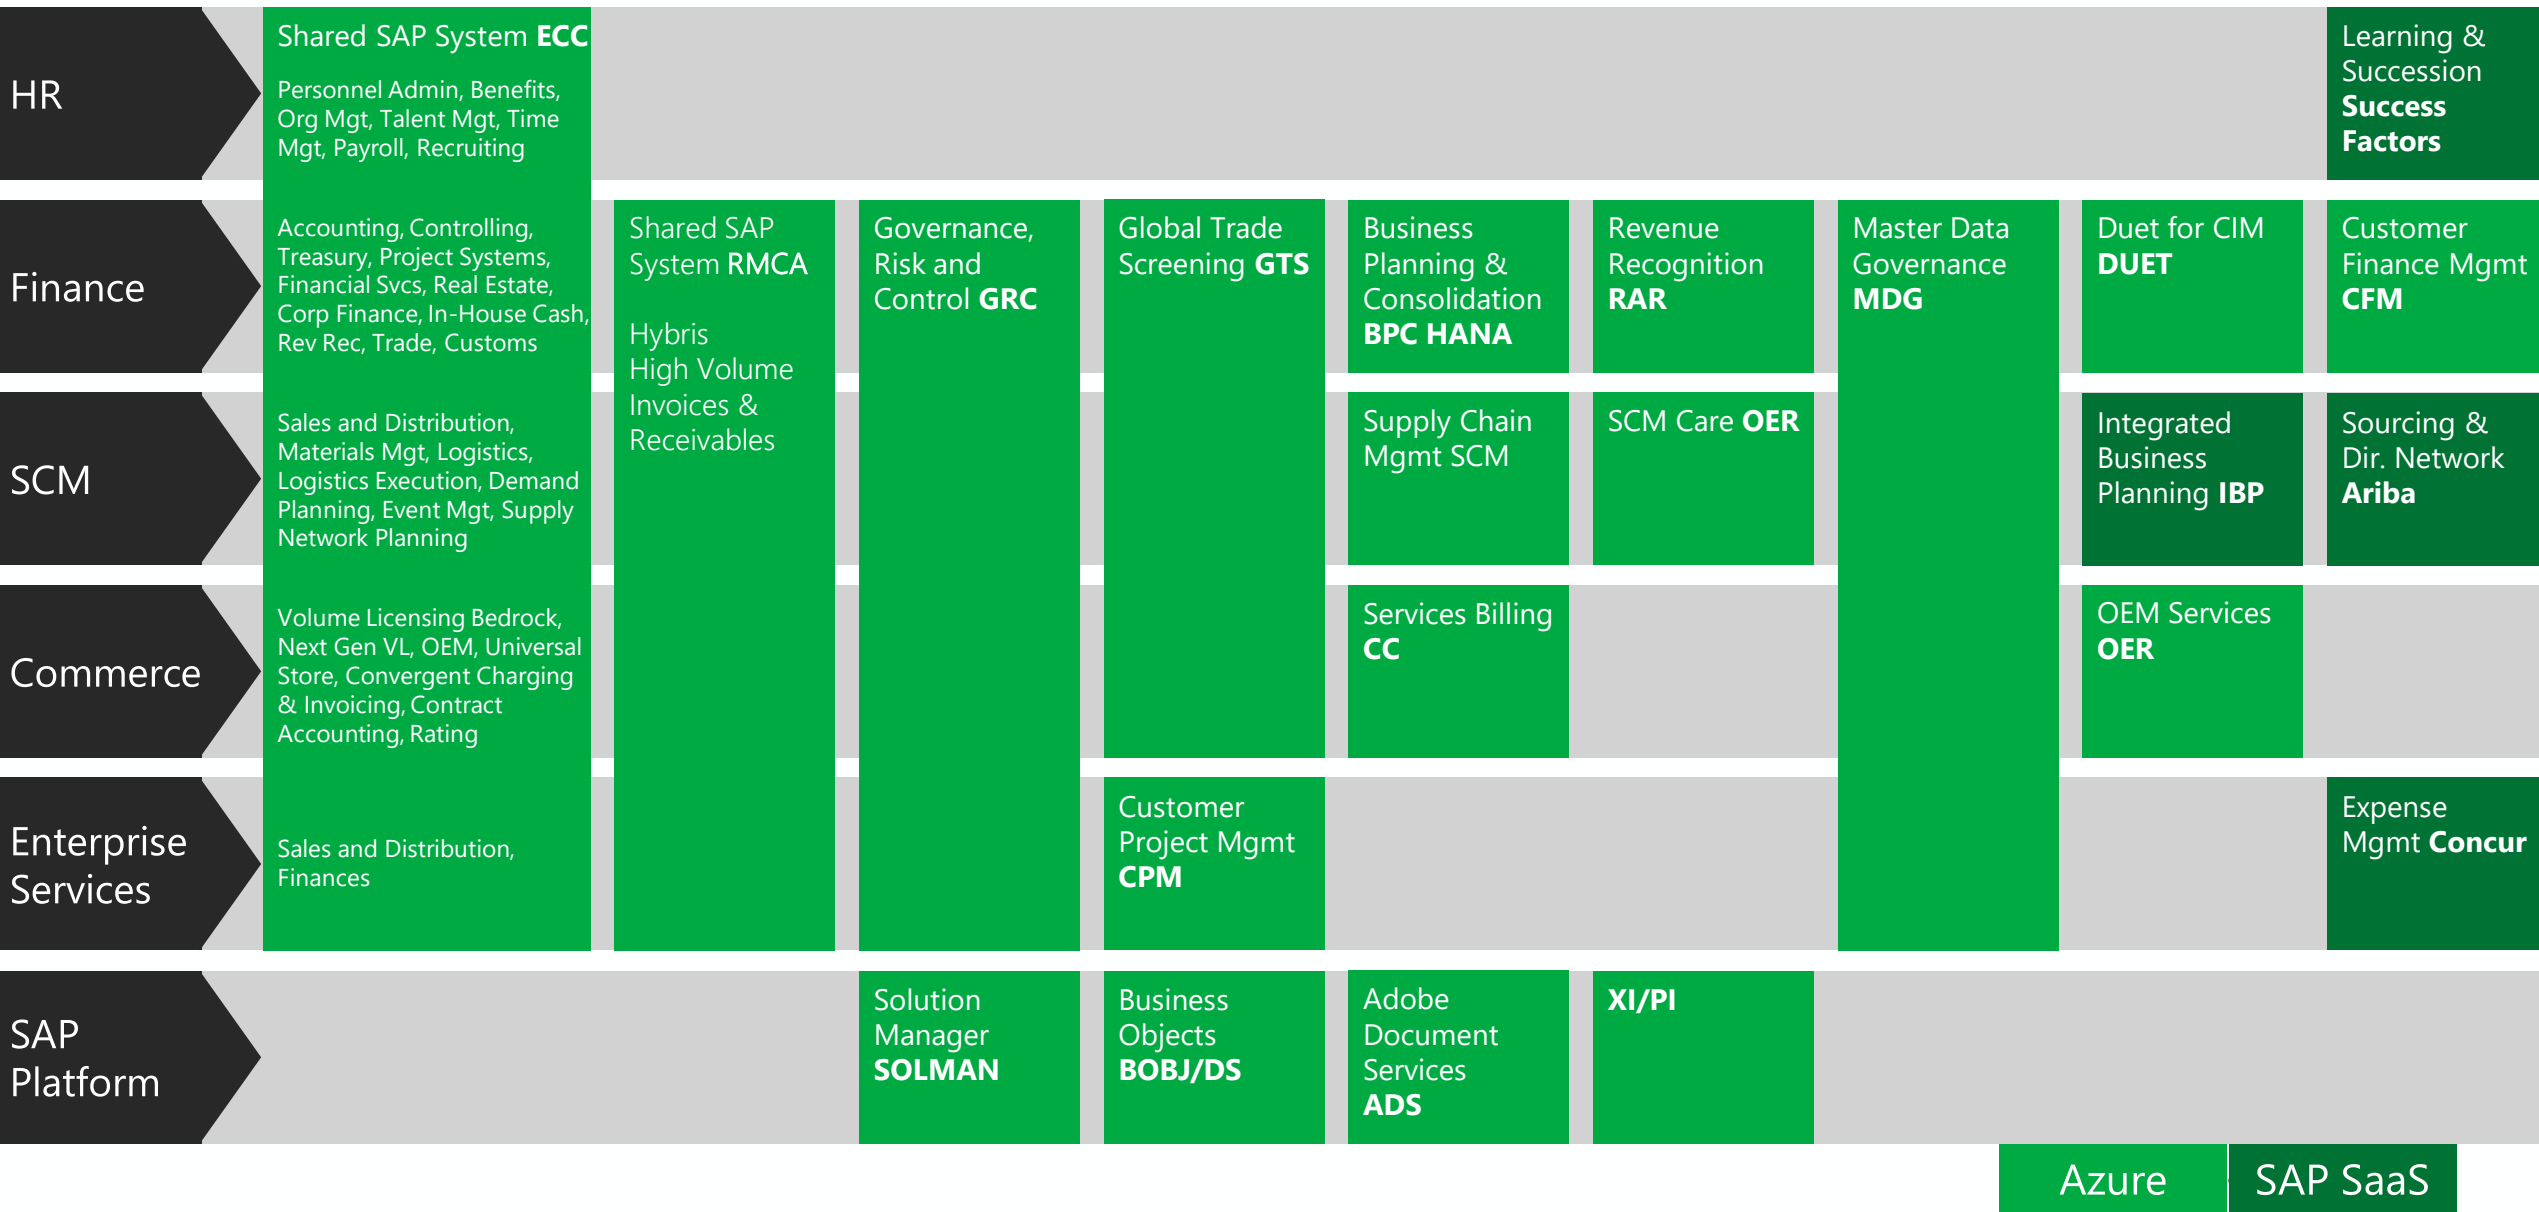 HR
Shared SAP System ECC
Personnel Admin, Benefits,
Org Mgt, Talent Mgt, Time
Mgt, Payroll, Recruiting
Learning &
Succession
Success
Factors
Finance
Accounting, Controlling,
Treasury, Project Systems,
Financial Svcs, Real Estate,
Corp Finance, In-House Cash,
Rev Rec, Trade, Customs
Shared SAP
System RMCA
Hybris
High Volume
Invoices &
Receivables
Governance,
Risk and
Control GRC
Global Trade
Screening GTS
Business
Planning &
Consolidation
BPC HANA
Revenue
Recognition
RAR
Master Data
Governance
MDG
Duet for CIM
DUET
Customer
Finance Mgmt
CFM
SCM
Sales and Distribution,
Materials Mgt, Logistics,
Logistics Execution, Demand
Planning, Event Mgt, Supply
Network Planning
Supply Chain
Mgmt SCM
SCM Care OER
Integrated
Business
Planning IBP
Sourcing &
Dir. Network
Ariba
Commerce
Volume Licensing Bedrock,
Next Gen VL, OEM, Universal
Store, Convergent Charging
& Invoicing, Contract
Accounting, Rating
Services Billing
CC
OEM Services
OER
Enterprise
Services
Sales and Distribution,
Finances
Customer
Project Mgmt
CPM
Expense
Mgmt Concur
SAP
Platform
Solution
Manager
SOLMAN
Business
Objects
BOBJ/DS
Adobe
Document
Services
ADS
XI/PI
Azure
SAP SaaS